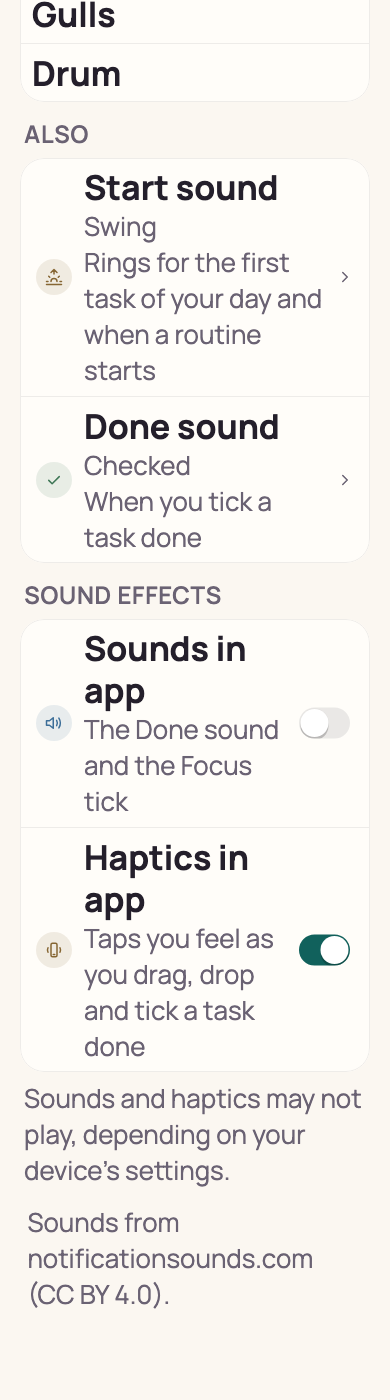 Gulls
Drum
ALSO
Start sound
Swing
Rings for the first
task of your day and
when a routine
starts
Done sound
Checked
When you tick a
task done
SOUND EFFECTS
Sounds in
app
The Done sound
and the Focus
tick
Haptics in
app
Taps you feel as
you drag, drop
and tick a task
done
Sounds and haptics may not
play, depending on your
device's settings.
Sounds from
notificationsounds.com
(CC BY 4.0).